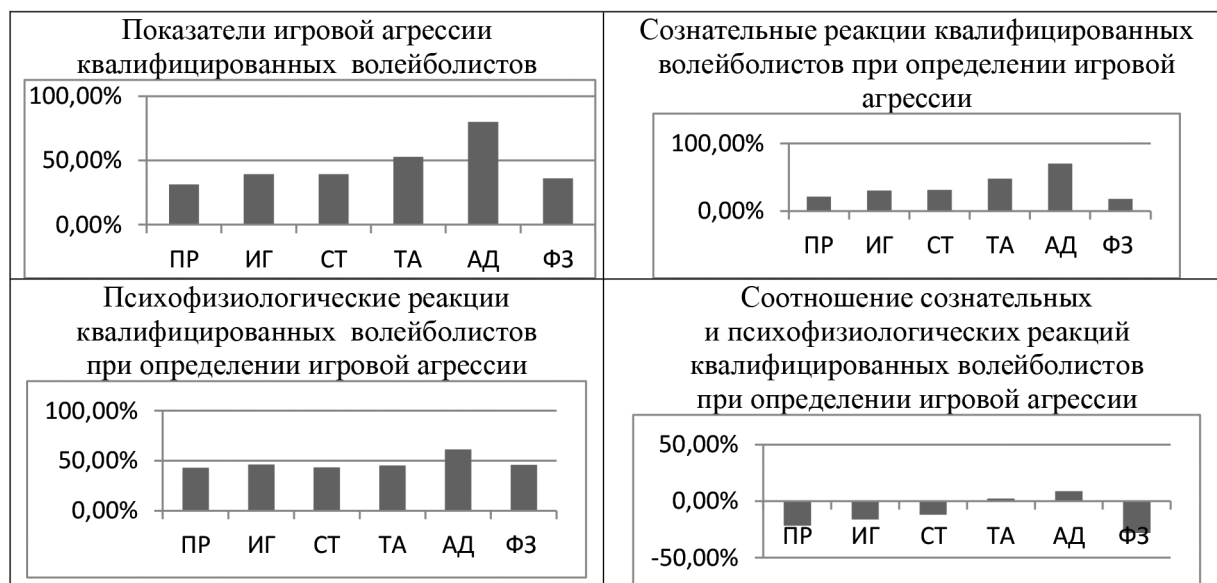 Показатели игровой агрессии
квалифицированных волейболистов
100,00%
50,00%
0,00%
ПР ИГ СТ ТА АД ФЗ
Сознательные реакции квалифицированных
волейболистов при определении игровой
агрессии
100,00%
0,00%
ПР ИГ СТ ТА АД ФЗ
Психофизиологические реакции
квалифицированных волейболистов
при определении игровой агрессии
100,00%
50,00%
0,00%
ПР ИГ СТ ТА АД ФЗ
Соотношение сознательных
и психофизиологических реакций
квалифицированных волейболистов
при определении игровой агрессии
50,00%
0,00%
ПР ИГ СТ ТА АД ФЗ
-50,00%